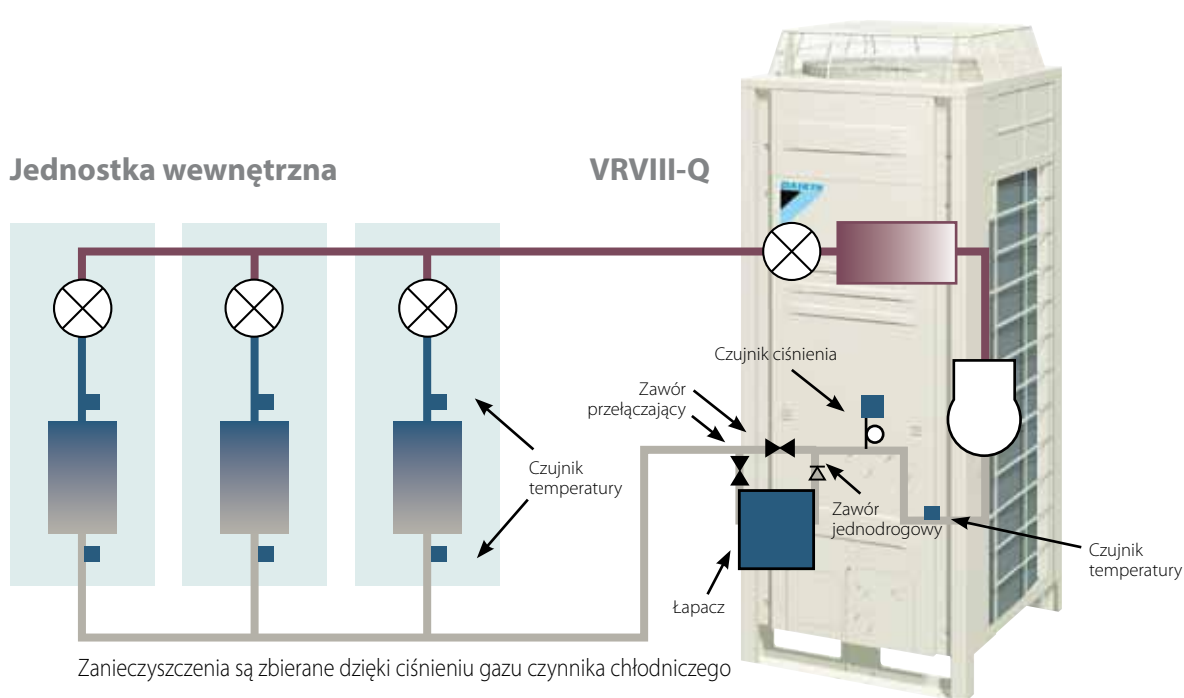 Jednostka wewnętrzna
VRVIII-Q
DAIKIN
Czujnik ciśnienia
Zawór
przełączający
Czujnik
temperatury
Zawór
jednodrogowy
Czujnik
temperatury
Łapacz
Zanieczyszczenia są zbierane dzięki ciśnieniu gazu czynnika chłodniczego